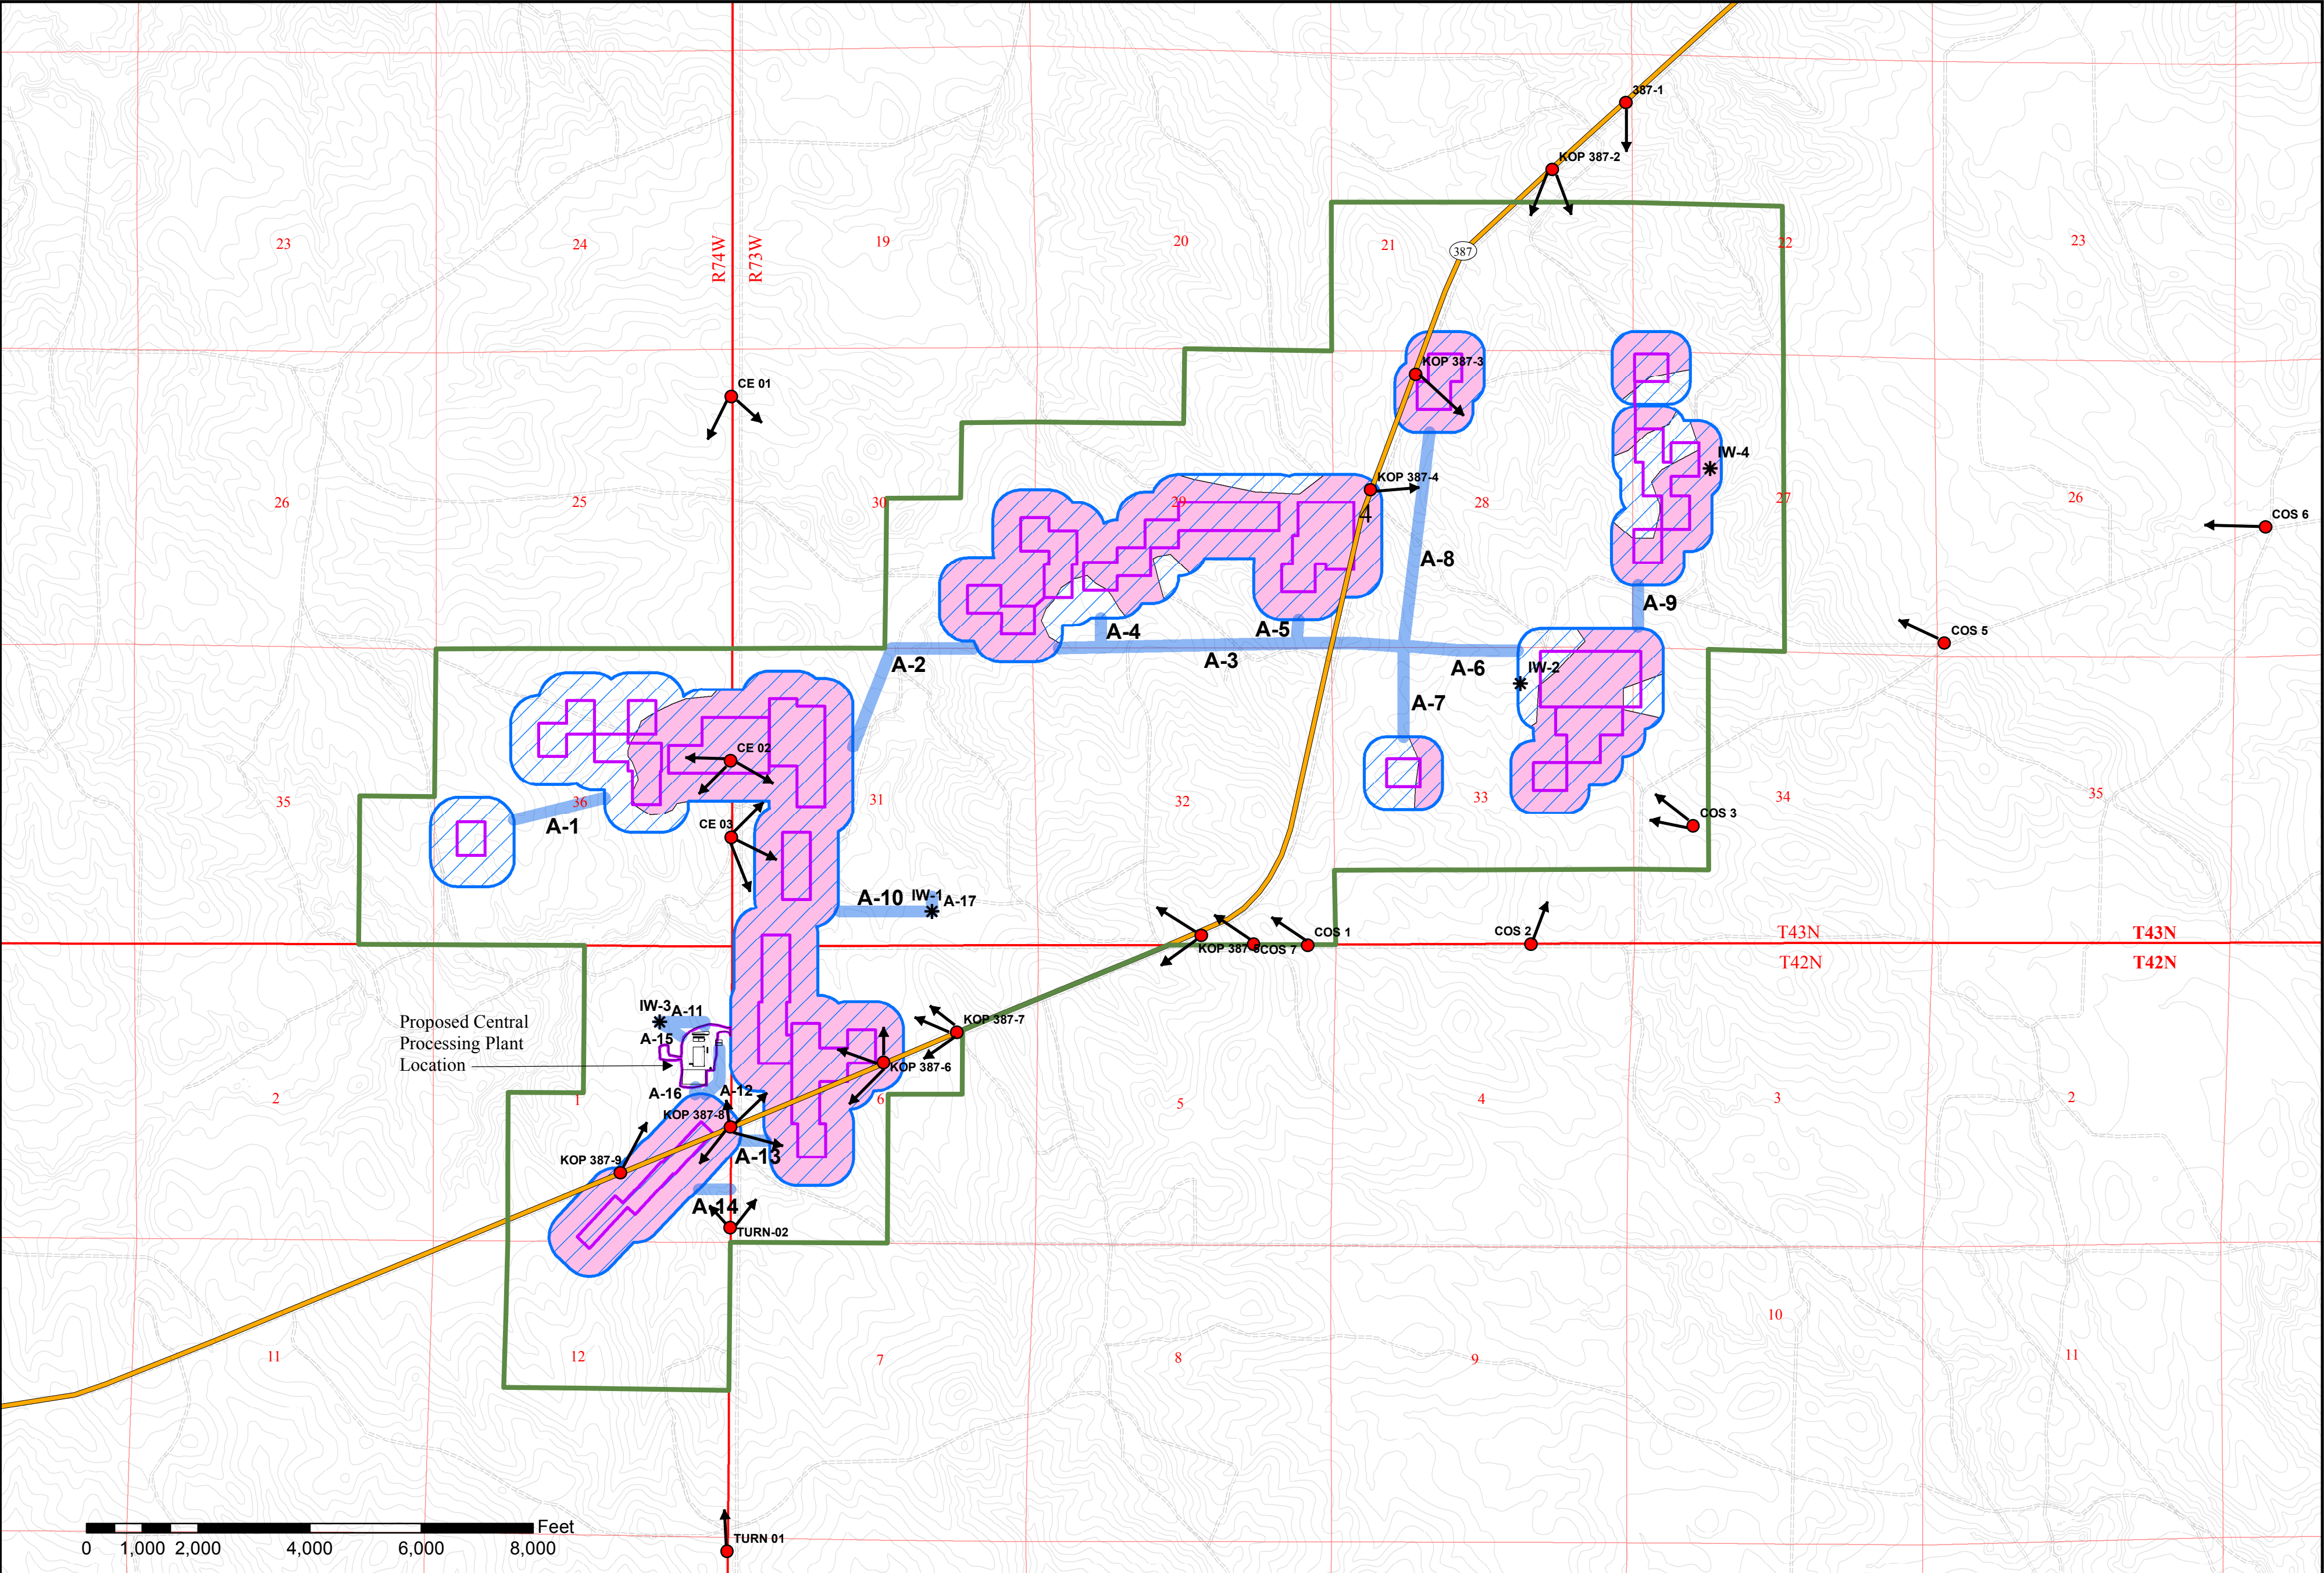 387-1
KOP 387-2
23
24
R74W
R73W
19
20
21
387
22
23
KOP 387-3
CE 01
IW-4
KOP 387-4
4
26
25
30
29
28
27
26
COS 6
A-8
A-9
A-4
A-5
COS 5
A-2
A-3
A-6
IW-2
A-7
CE 02
35
36
31
32
33
34
35
A-1
CE 03
COS 3
A-10
IW-1
A-17
COS 1
COS 2
T43N
T43N
KOP 387-5
COS 7
T42N
T42N
IW-3
A-11
Proposed Central
Processing Plant
Location
KOP 387-7
A-15
KOP 387-6
A-16
A-12
2
1
6
5
4
3
2
KOP 387-8
A-13
KOP 387-9
A-14
TURN-02
10
11
12
7
8
9
11
Feet
0
1,000
2,000
4,000
6,000
8,000
TURN 01